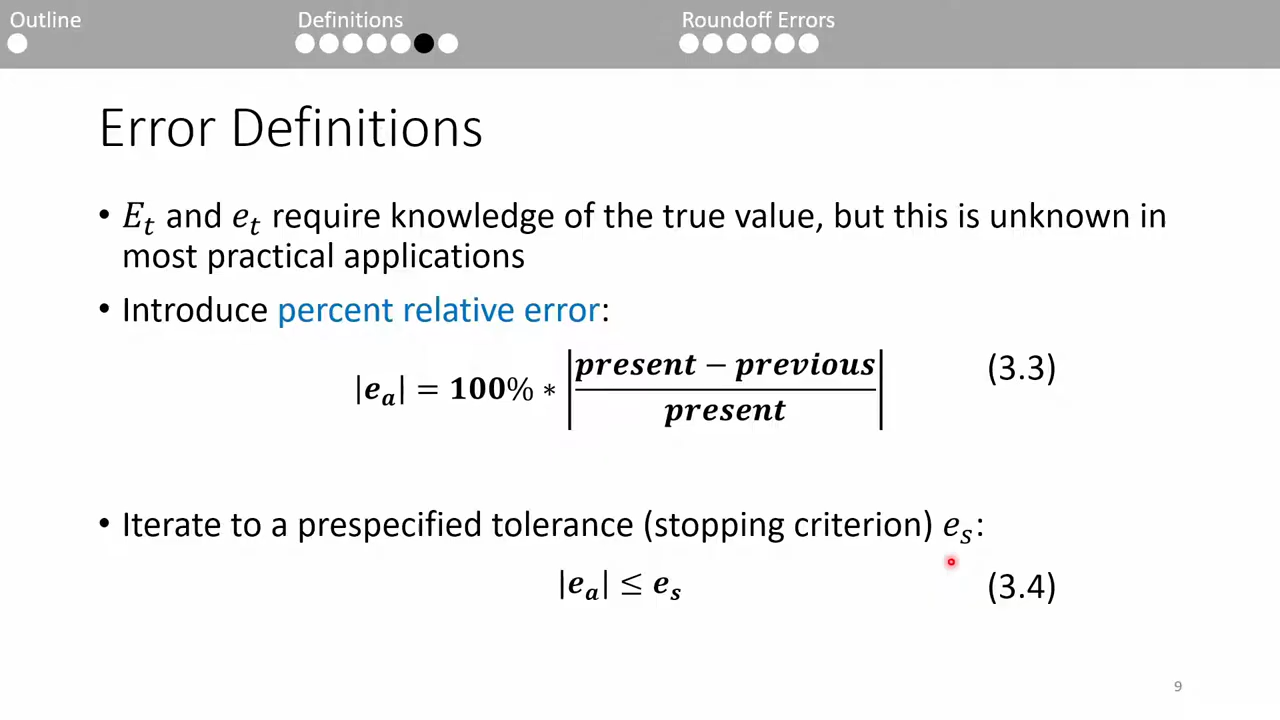 Outline
Definitions
Roundoff Errors
Error Definitions
• Eₜ and eₜ require knowledge of the true value, but this is unknown in
most practical applications
• Introduce percent relative error:
|eₐ| = 100% * |present − previous / present| (3.3)
• Iterate to a prespecified tolerance (stopping criterion) eₛ:
|eₐ| ≤ eₛ (3.4)
9